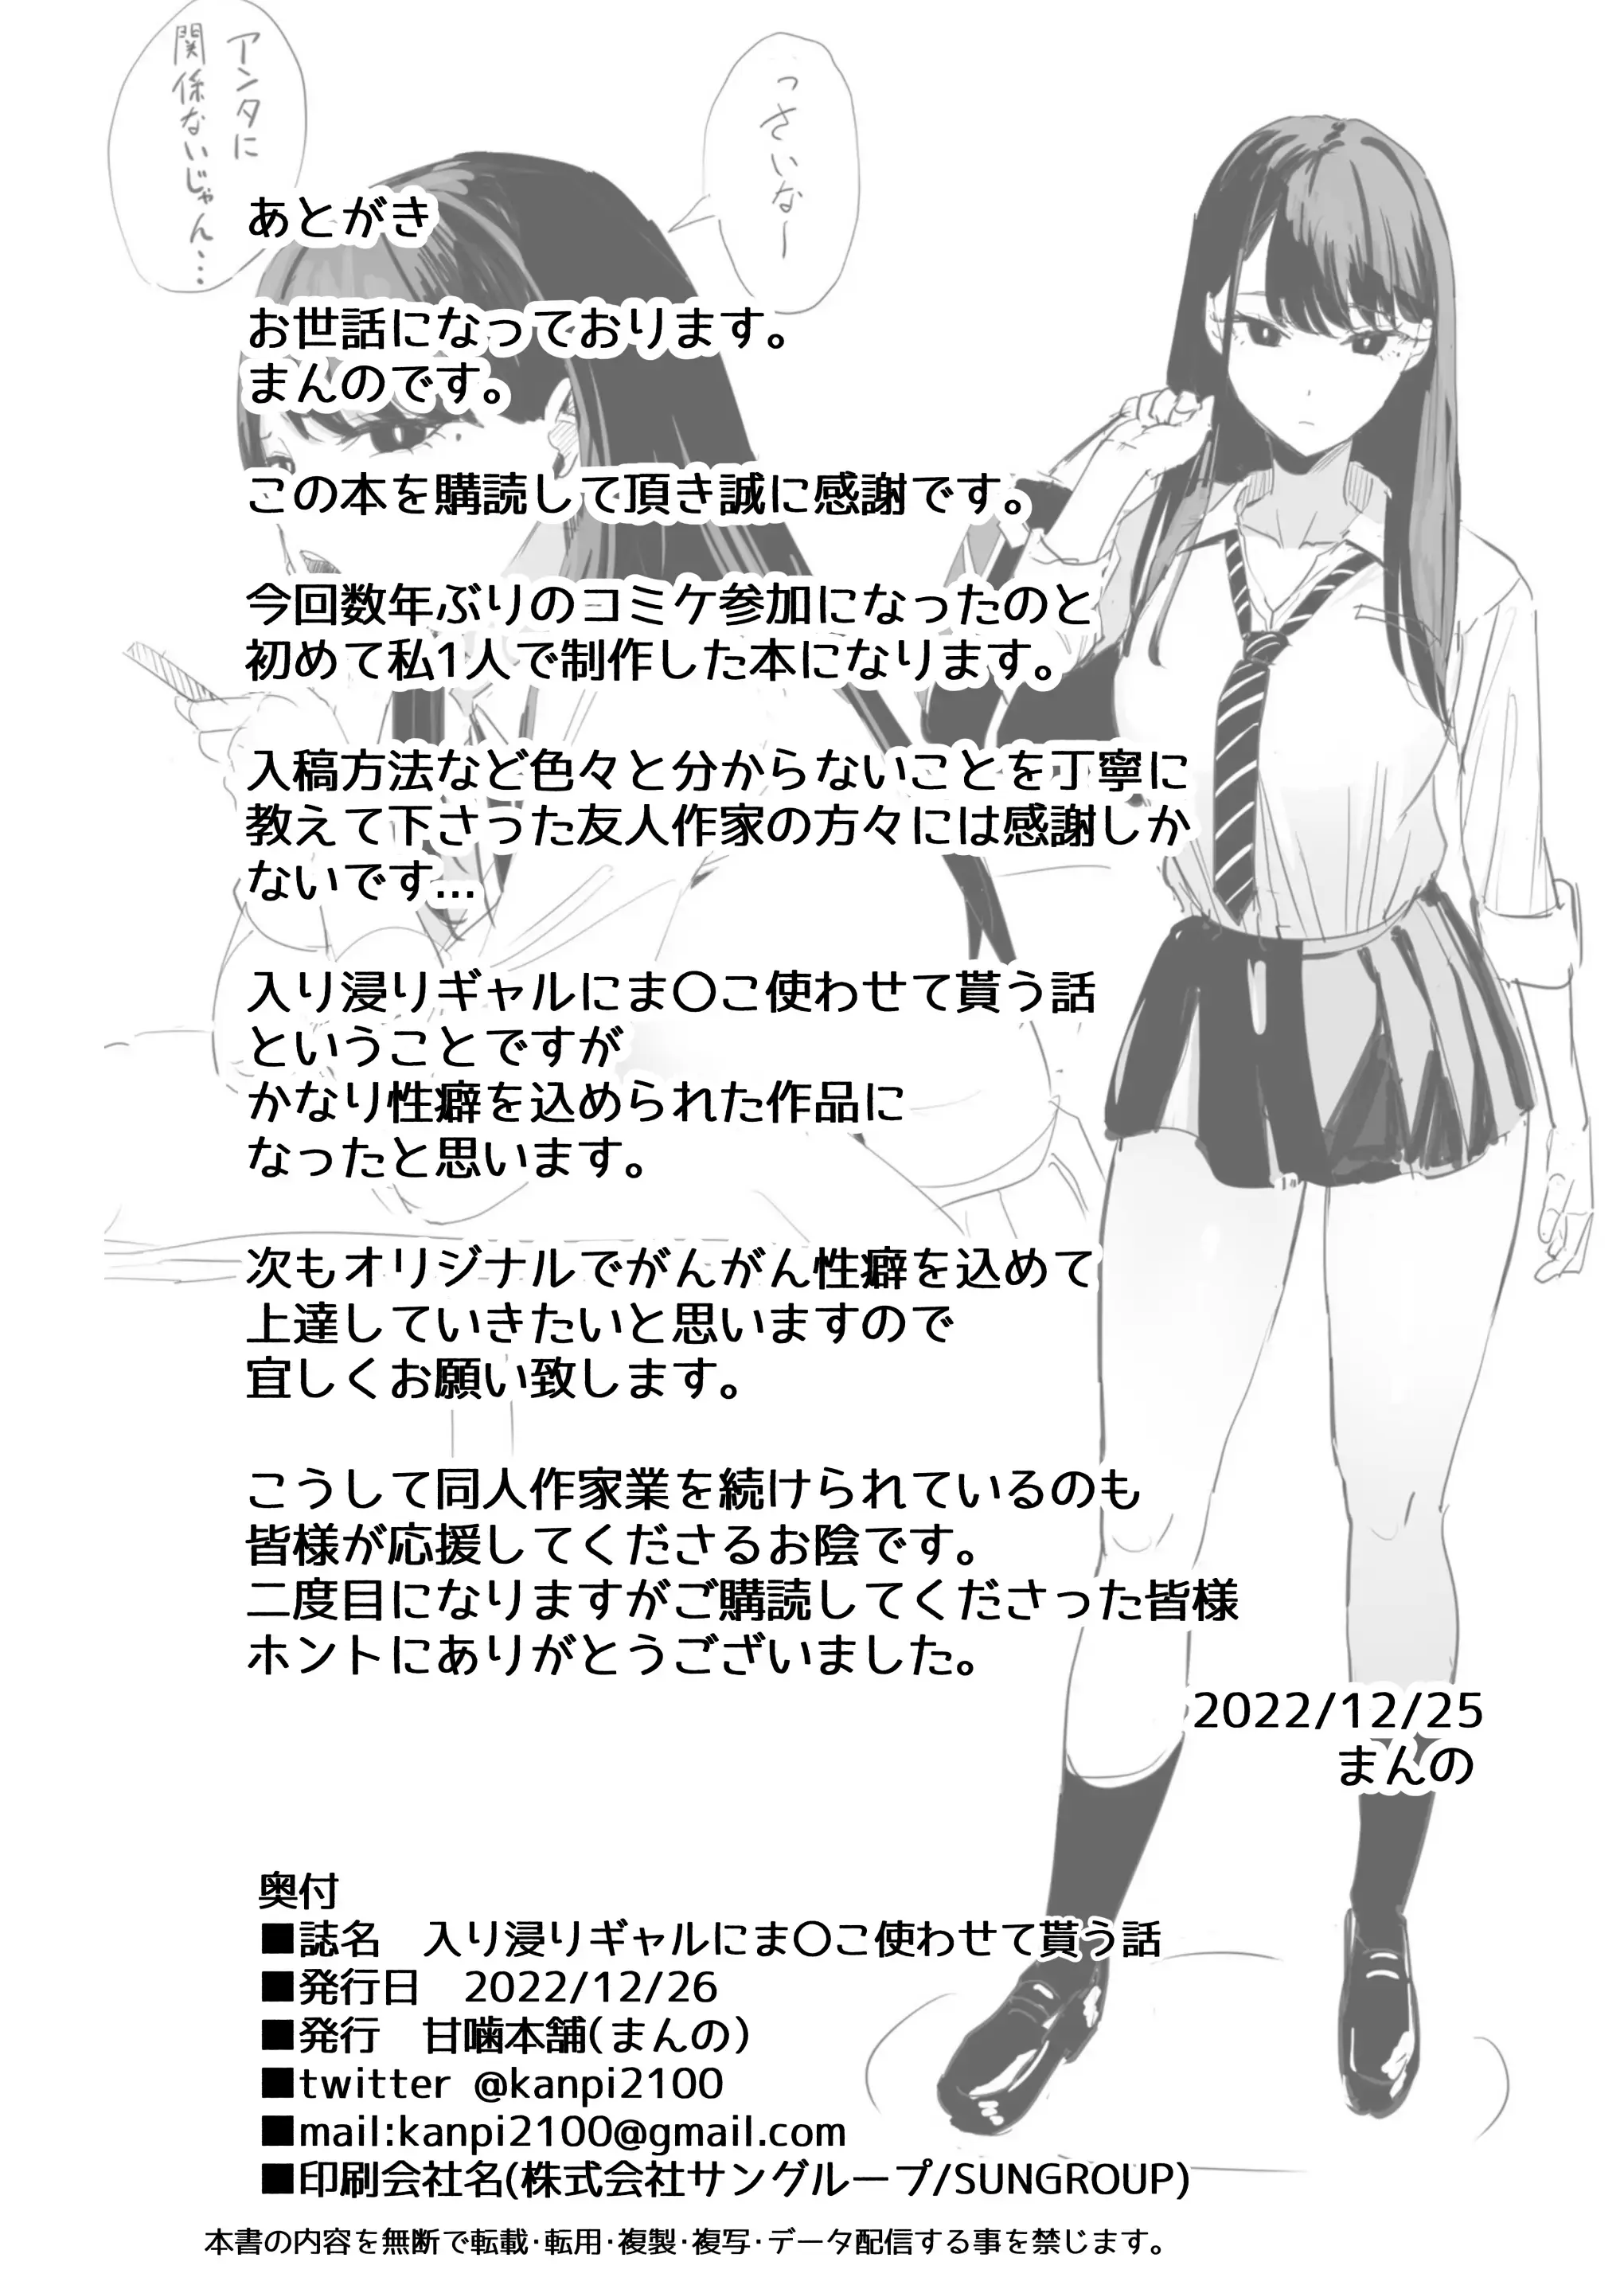 アンタに
関係ないじゃん…
っさいなー
あとがき
お世話になっております。
まんのです。
この本を購読して頂き誠に感謝です。
今回数年ぶりのコミケ参加になったのと
初めて私1人で制作した本になります。
入稿方法など色々と分からないことを丁寧に
教えて下さった友人作家の方々には感謝しか
ないです...
入り浸りギャルにま〇こ使わせて貰う話
ということですが
かなり性癖を込められた作品に
なったと思います。
次もオリジナルでがんがん性癖を込めて
上達していきたいと思いますので
宜しくお願い致します。
こうして同人作家業を続けられているのも
皆様が応援してくださるお陰です。
二度目になりますがご購読してくださった皆様
ホントにありがとうございました。
2022/12/25
まんの
奥付
■誌名　入り浸りギャルにま〇こ使わせて貰う話
■発行日　2022/12/26
■発行　甘噛本舗(まんの)
■twitter @kanpi2100
■mail:kanpi2100@gmail.com
■印刷会社名(株式会社サングループ/SUNGROUP)
本書の内容を無断で転載･転用･複製･複写･データ配信する事を禁じます。